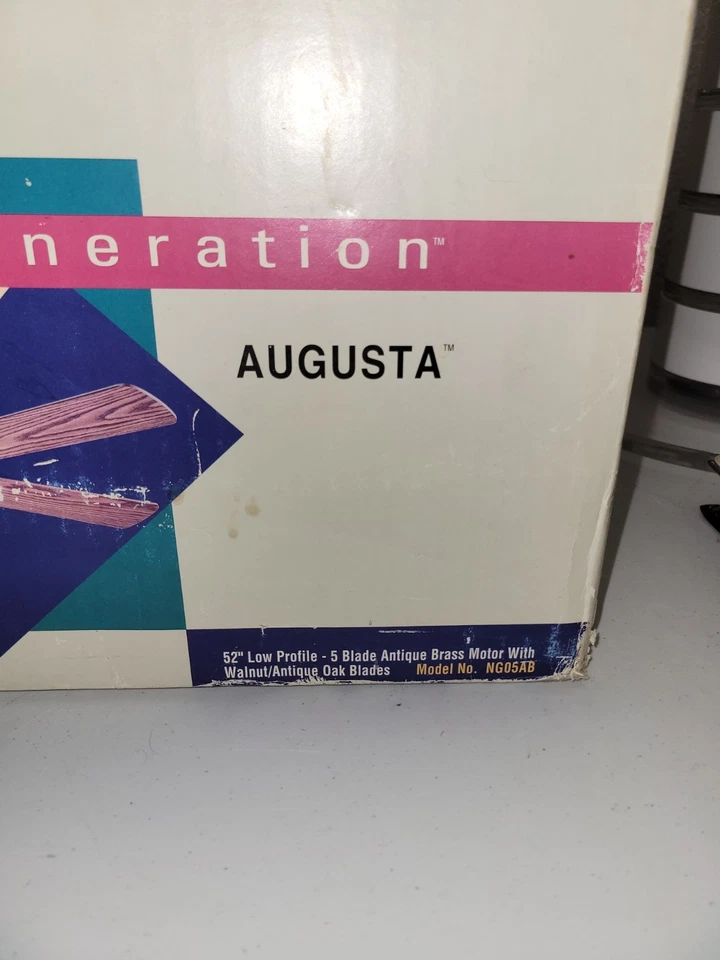 neration™
AUGUSTA™
52" Low Profile - 5 Blade Antique Brass Motor With
Walnut/Antique Oak Blades Model No. NG05AB